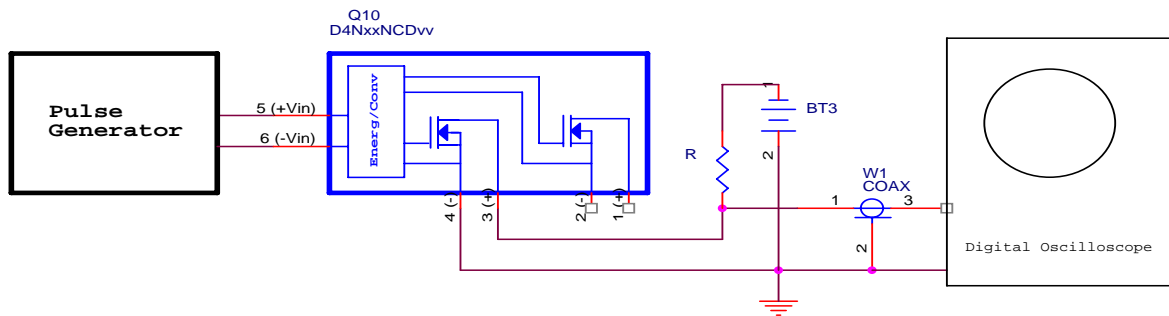 Q10
D4NxxNCDvv
Pulse
Generator
5 (+Vin)
6 (-Vin)
Energ/Conv
4 (-)
3 (+)
2 (-)
1 (+)
R
1
BT3
2
W1
COAX
1
3
2
Digital Oscilloscope